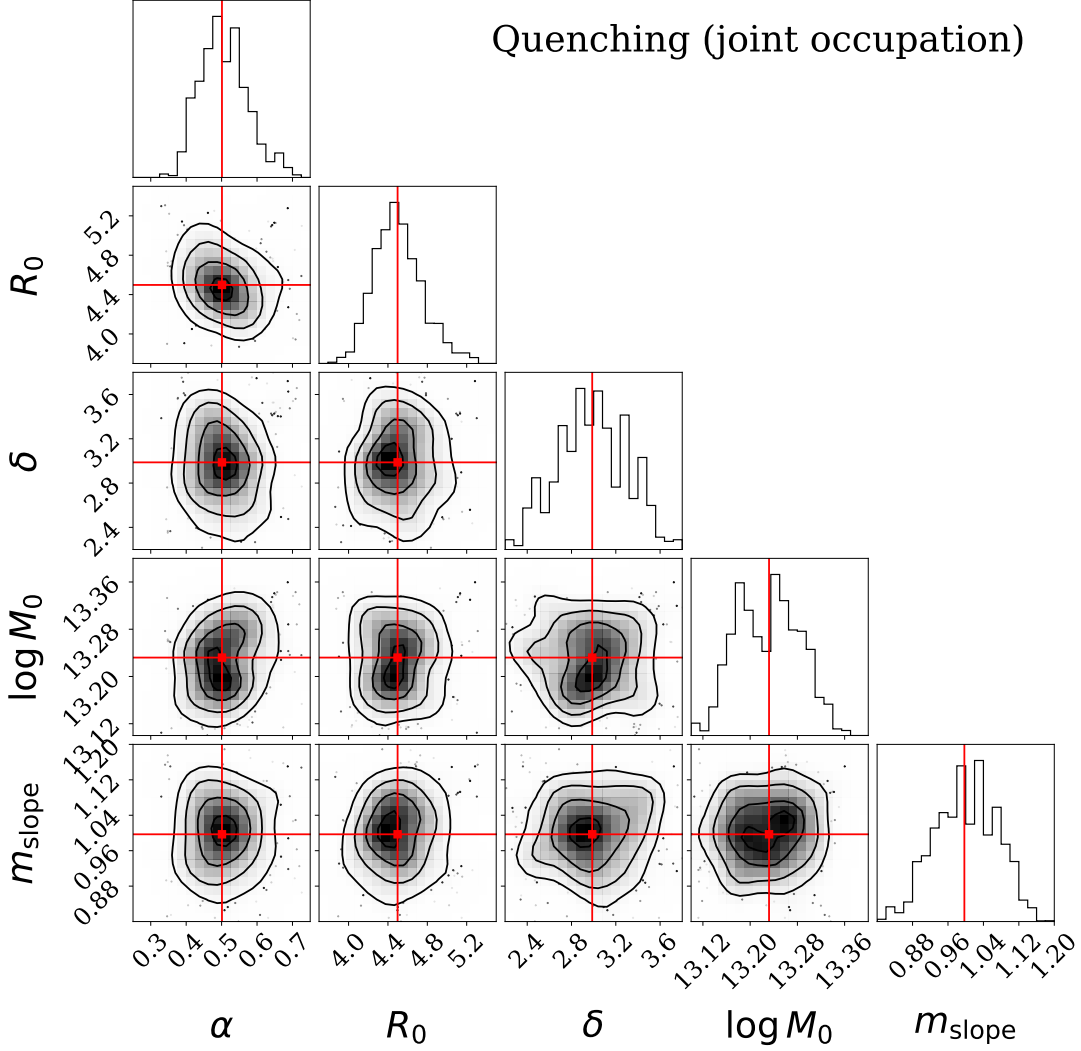 Quenching (joint occupation)
R₀
5.2
4.8
4.4
4.0
δ
3.6
3.2
2.8
2.4
log M₀
13.36
13.28
13.20
13.12
m_slope
1.20
1.12
1.04
0.96
0.88
0.3 0.4 0.5 0.6 0.7
4.0 4.4 4.8 5.2
2.4 2.8 3.2 3.6
13.12 13.20 13.28 13.36
0.88 0.96 1.04 1.12 1.20
α R₀ δ log M₀ m_slope